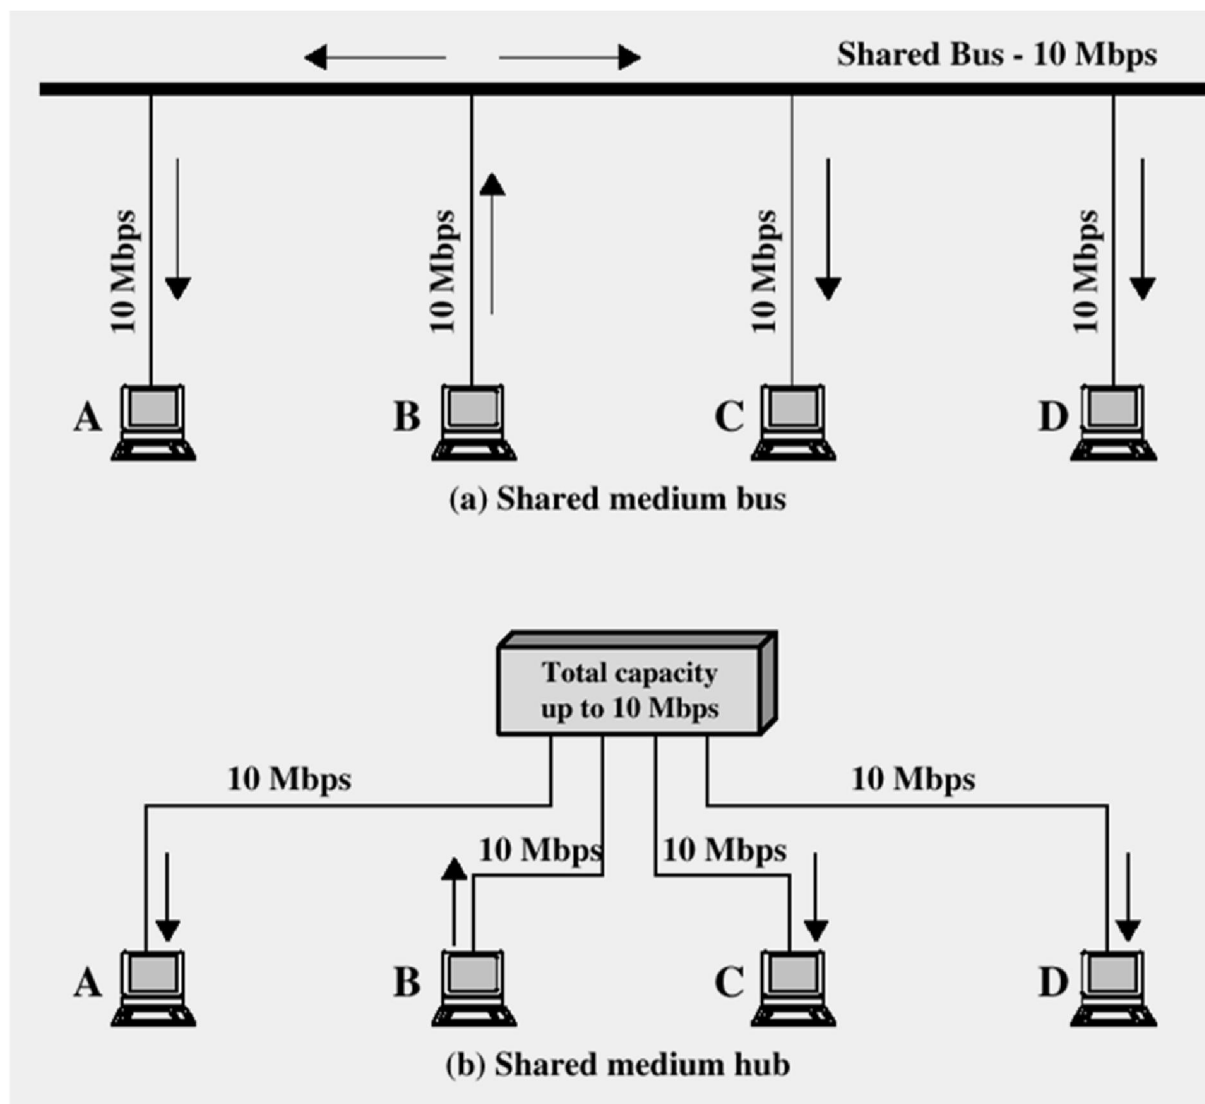 Shared Bus - 10 Mbps
10 Mbps
10 Mbps
10 Mbps
10 Mbps
A
B
C
D
(a) Shared medium bus
Total capacity
up to 10 Mbps
10 Mbps
10 Mbps
10 Mbps
10 Mbps
A
B
C
D
(b) Shared medium hub